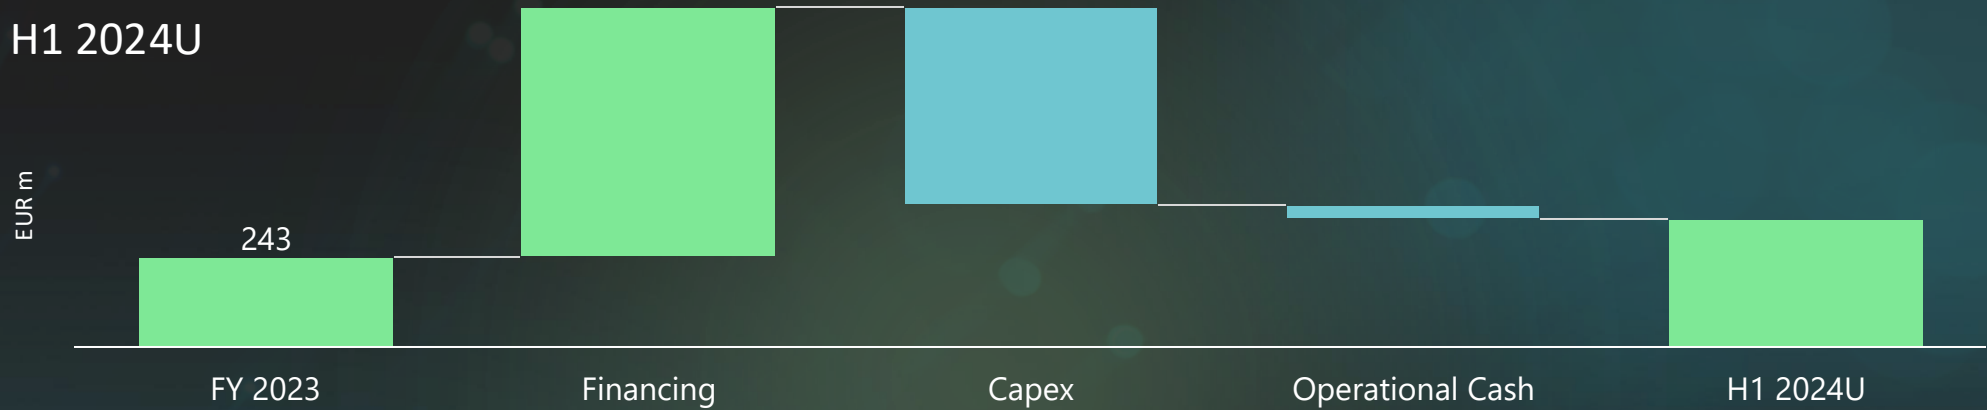 H1 2024U
EUR m
243
FY 2023
Financing
Capex
Operational Cash
H1 2024U